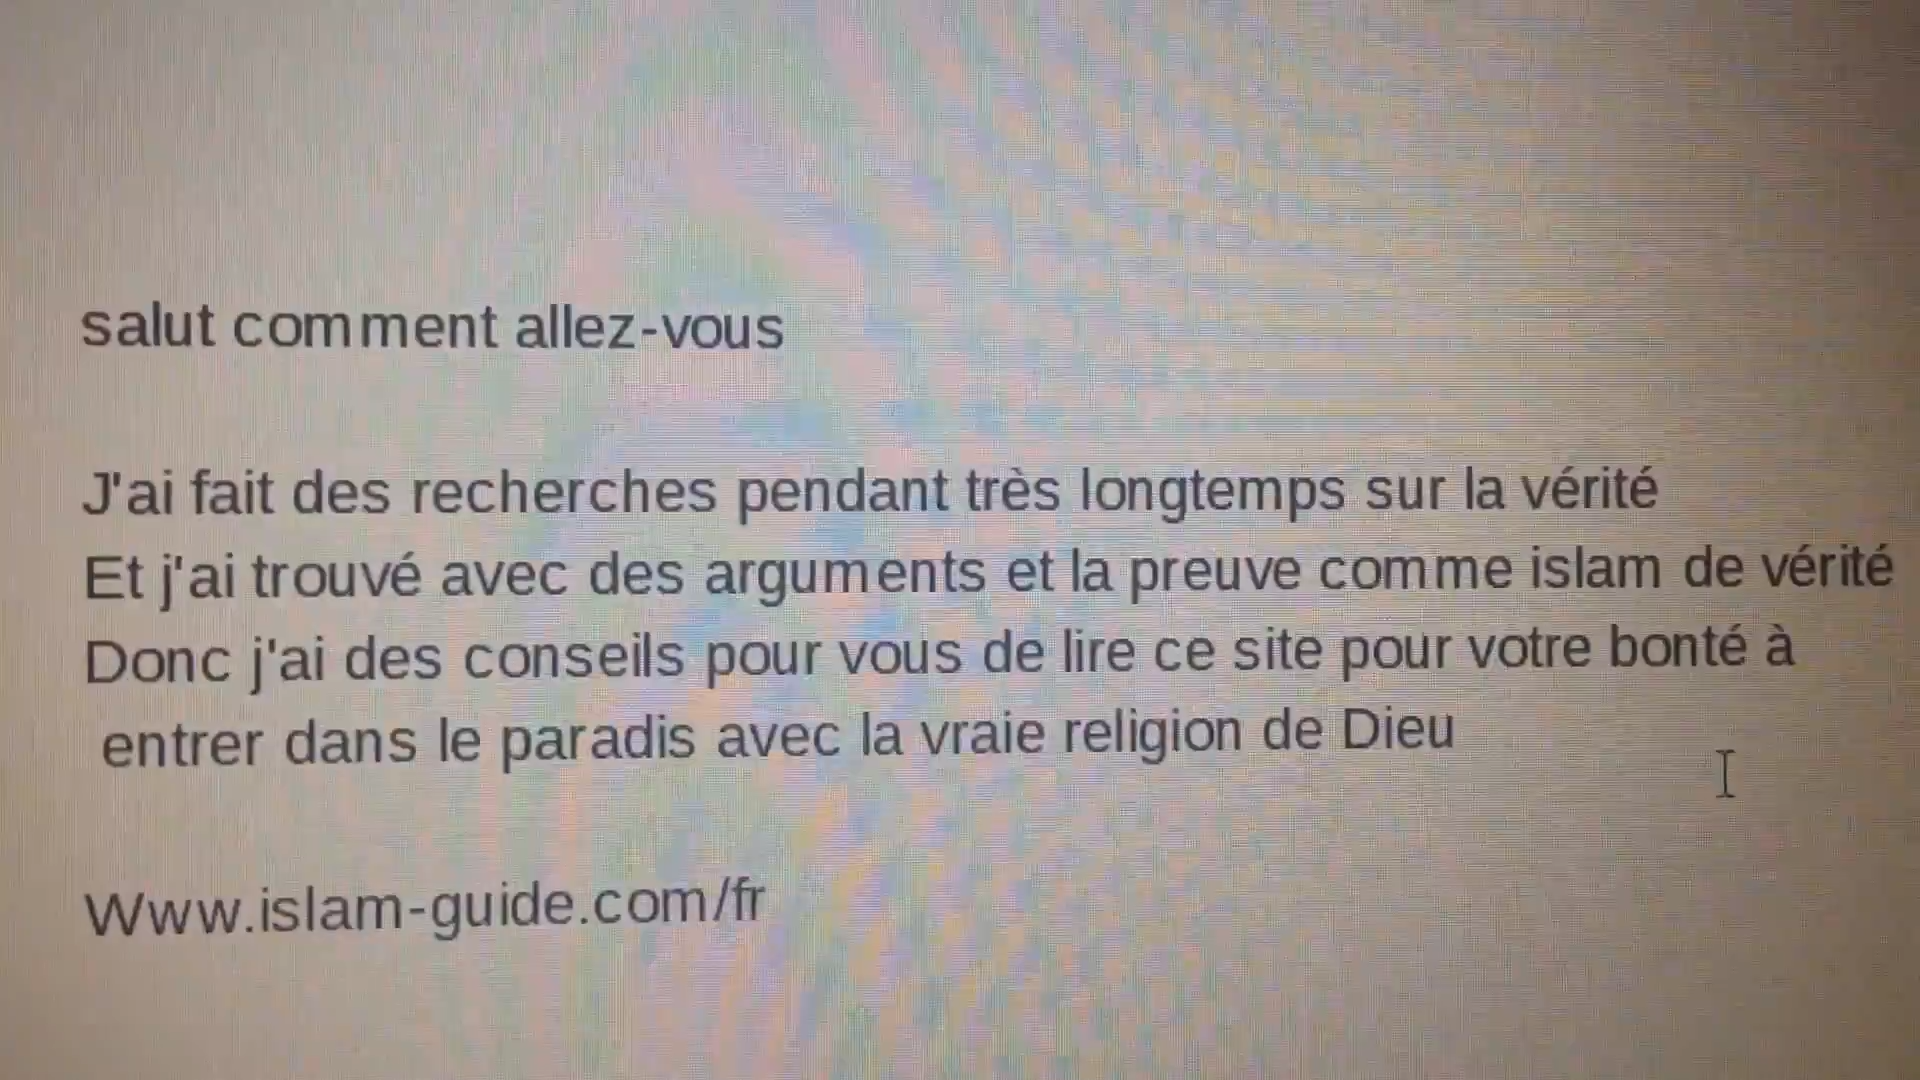 salut comment allez-vous
J'ai fait des recherches pendant très longtemps sur la vérité
Et j'ai trouvé avec des arguments et la preuve comme islam de vérité
Donc j'ai des conseils pour vous de lire ce site pour votre bonté à
entrer dans le paradis avec la vraie religion de Dieu
Www.islam-guide.com/fr